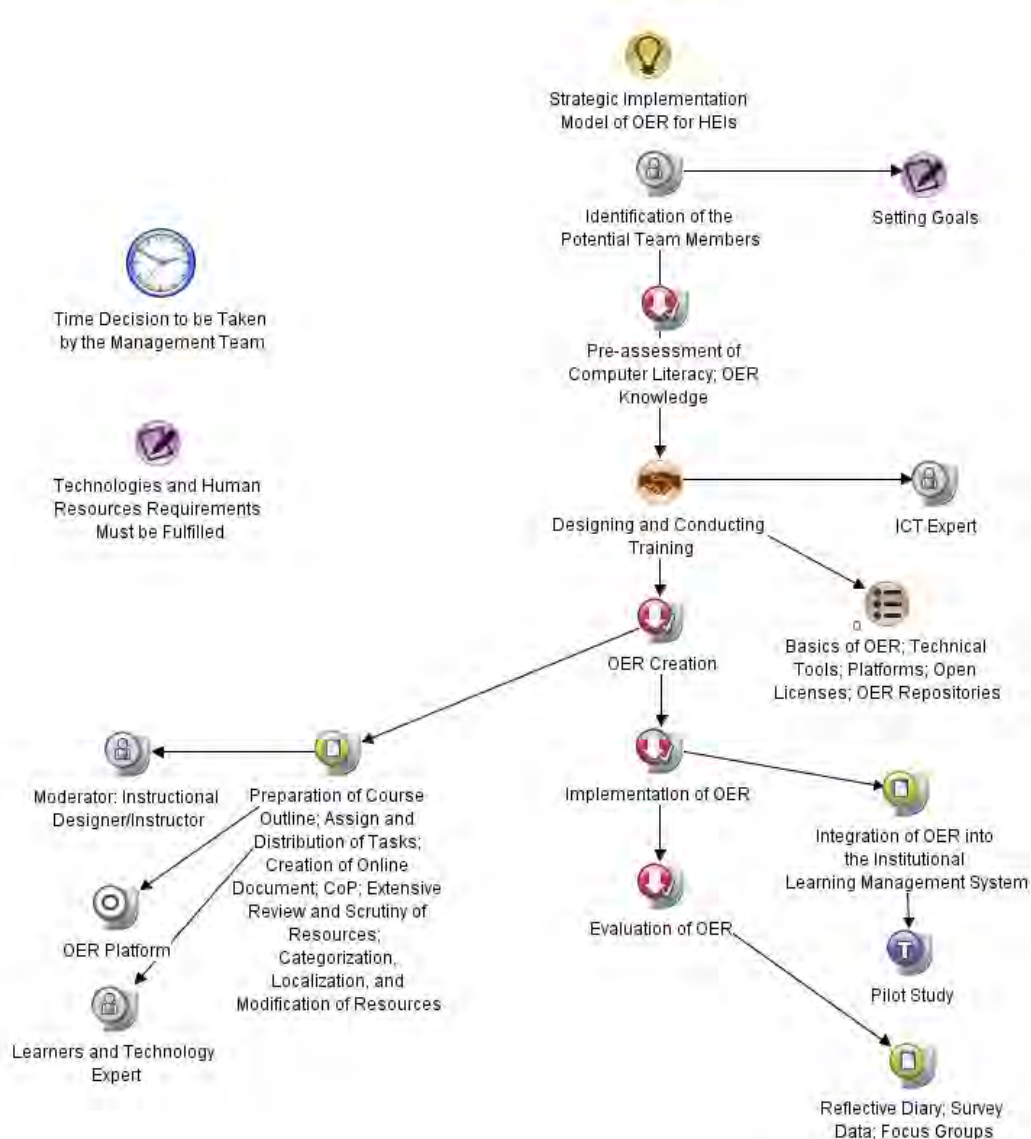 Strategic Implementation
Model of OER for HEIs
Identification of the
Potential Team Members
Setting Goals
Time Decision to be Taken
by the Management Team
Pre-assessment of
Computer Literacy; OER
Knowledge
Technologies and Human
Resources Requirements
Must be Fulfilled
Designing and Conducting
Training
ICT Expert
Basics of OER; Technical
Tools; Platforms; Open
Licenses; OER Repositories
OER Creation
Moderator: Instructional
Designer/Instructor
Preparation of Course
Outline; Assign and
Distribution of Tasks;
Creation of Online
Document; CoP; Extensive
Review and Scrutiny of
Resources;
Categorization,
Localization, and
Modification of Resources
Implementation of OER
Integration of OER into
the Institutional
Learning Management System
OER Platform
Evaluation of OER
T
Pilot Study
Learners and Technology
Expert
Reflective Diary; Survey
Data; Focus Groups